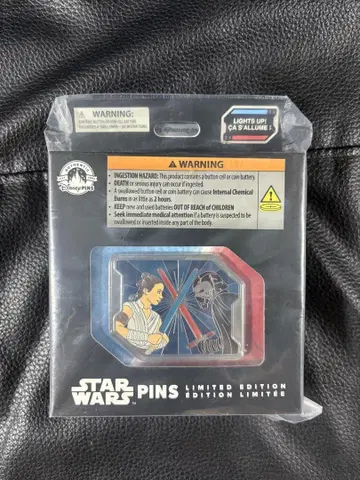 WARNING:
LIGHTS UP!
ÇA S'ALLUME!
AUTHENTIC
Disney PINS
WARNING
• INGESTION HAZARD: This product contains a button cell or coin battery.
• DEATH or serious injury can occur if ingested.
• A swallowed button cell or coin battery can cause Internal Chemical
Burns in as little as 2 hours.
• KEEP new and used batteries OUT OF REACH of CHILDREN
• Seek immediate medical attention if a battery is suspected to be
swallowed or inserted inside any part of the body.
STAR
WARS™ PINS
LIMITED EDITION
ÉDITION LIMITÉE